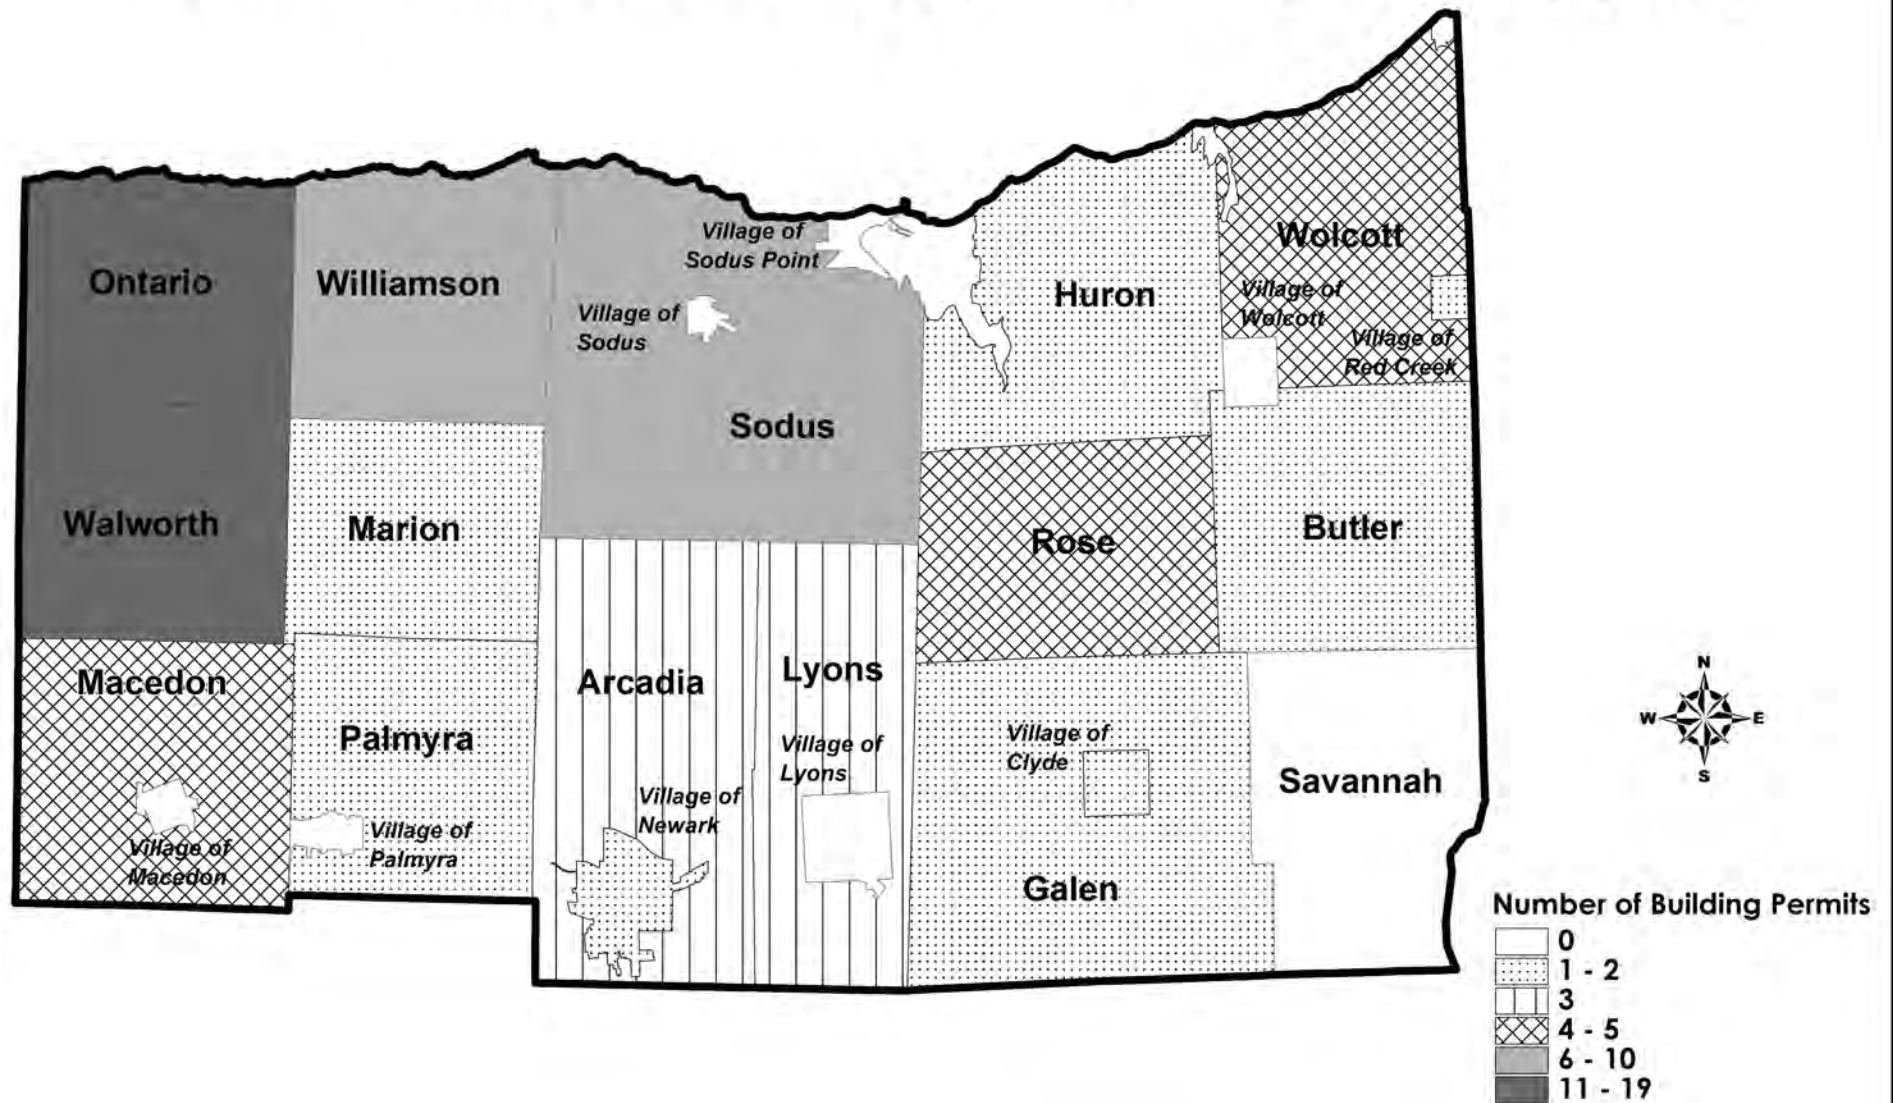 Ontario
Williamson
Village of
Sodus Point
Village of
Sodus
Sodus
Huron
Wolcott
Village of
Wolcott
Village of
Red Creek
Walworth
Marion
Rose
Butler
Macedon
Village of
Macedon
Palmyra
Village of
Palmyra
Arcadia
Village of
Newark
Lyons
Village of
Lyons
Village of
Clyde
Galen
Savannah
N
W E
S
Number of Building Permits
0
1 - 2
3
4 - 5
6 - 10
11 - 19